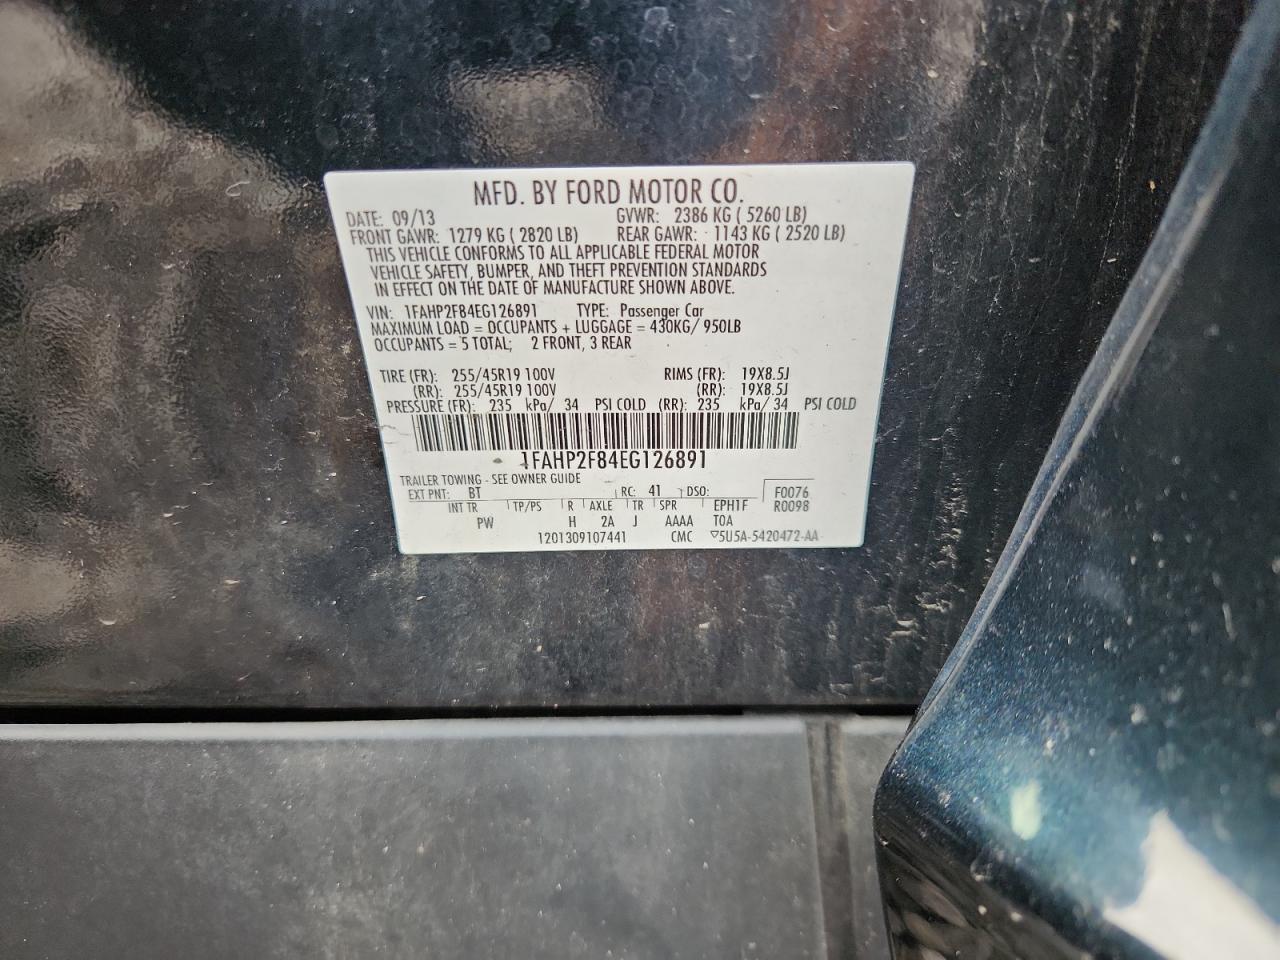 MFD. BY FORD MOTOR CO.
DATE: 09/13 GVWR: 2386 KG ( 5260 LB)
FRONT GAWR: 1279 KG ( 2820 LB) REAR GAWR: 1143 KG ( 2520 LB)
THIS VEHICLE CONFORMS TO ALL APPLICABLE FEDERAL MOTOR
VEHICLE SAFETY, BUMPER, AND THEFT PREVENTION STANDARDS
IN EFFECT ON THE DATE OF MANUFACTURE SHOWN ABOVE.
VIN: 1FAHP2F84EG126891 TYPE: Passenger Car
MAXIMUM LOAD = OCCUPANTS + LUGGAGE = 430KG/ 950LB
OCCUPANTS = 5 TOTAL; 2 FRONT, 3 REAR
TIRE (FR): 255/45R19 100V RIMS (FR): 19X8.5J
(RR): 255/45R19 100V (RR): 19X8.5J
PRESSURE (FR): 235 kPa/ 34 PSI COLD (RR): 235 kPa/ 34 PSI COLD
1FAHP2F84EG126891
TRAILER TOWING - SEE OWNER GUIDE
EXT PNT: BT RC: 41 DSO: F0076
INT TR TP/PS R AXLE TR SPR EPH1F R0098
PW H 2A J AAAA TOA
1201309107441 CMC ▽5U5A-5420472-AA